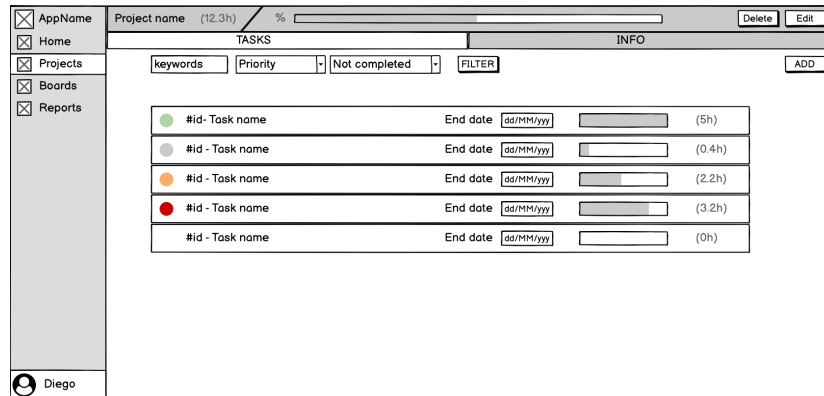 AppName
Home
Projects
Boards
Reports
Diego
Project name (12.3h) %
Delete Edit
TASKS INFO
keywords Priority Not completed FILTER ADD
#id- Task name End date dd/MM/yyy (5h)
#id - Task name End date dd/MM/yyy (0.4h)
#id - Task name End date dd/MM/yyy (2.2h)
#id - Task name End date dd/MM/yyy (3.2h)
#id - Task name End date dd/MM/yyy (0h)